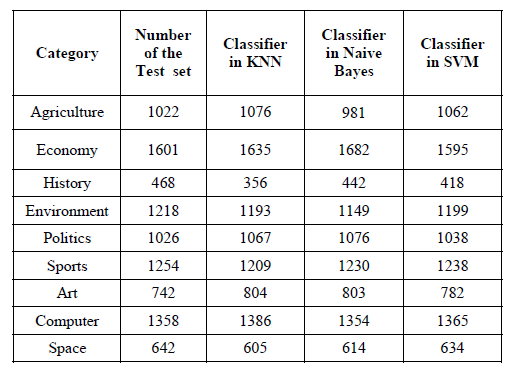 Category Number of the Test set Classifier in KNN Classifier in Naive Bayes Classifier in SVM
Agriculture 1022 1076 981 1062
Economy 1601 1635 1682 1595
History 468 356 442 418
Environment 1218 1193 1149 1199
Politics 1026 1067 1076 1038
Sports 1254 1209 1230 1238
Art 742 804 803 782
Computer 1358 1386 1354 1365
Space 642 605 614 634